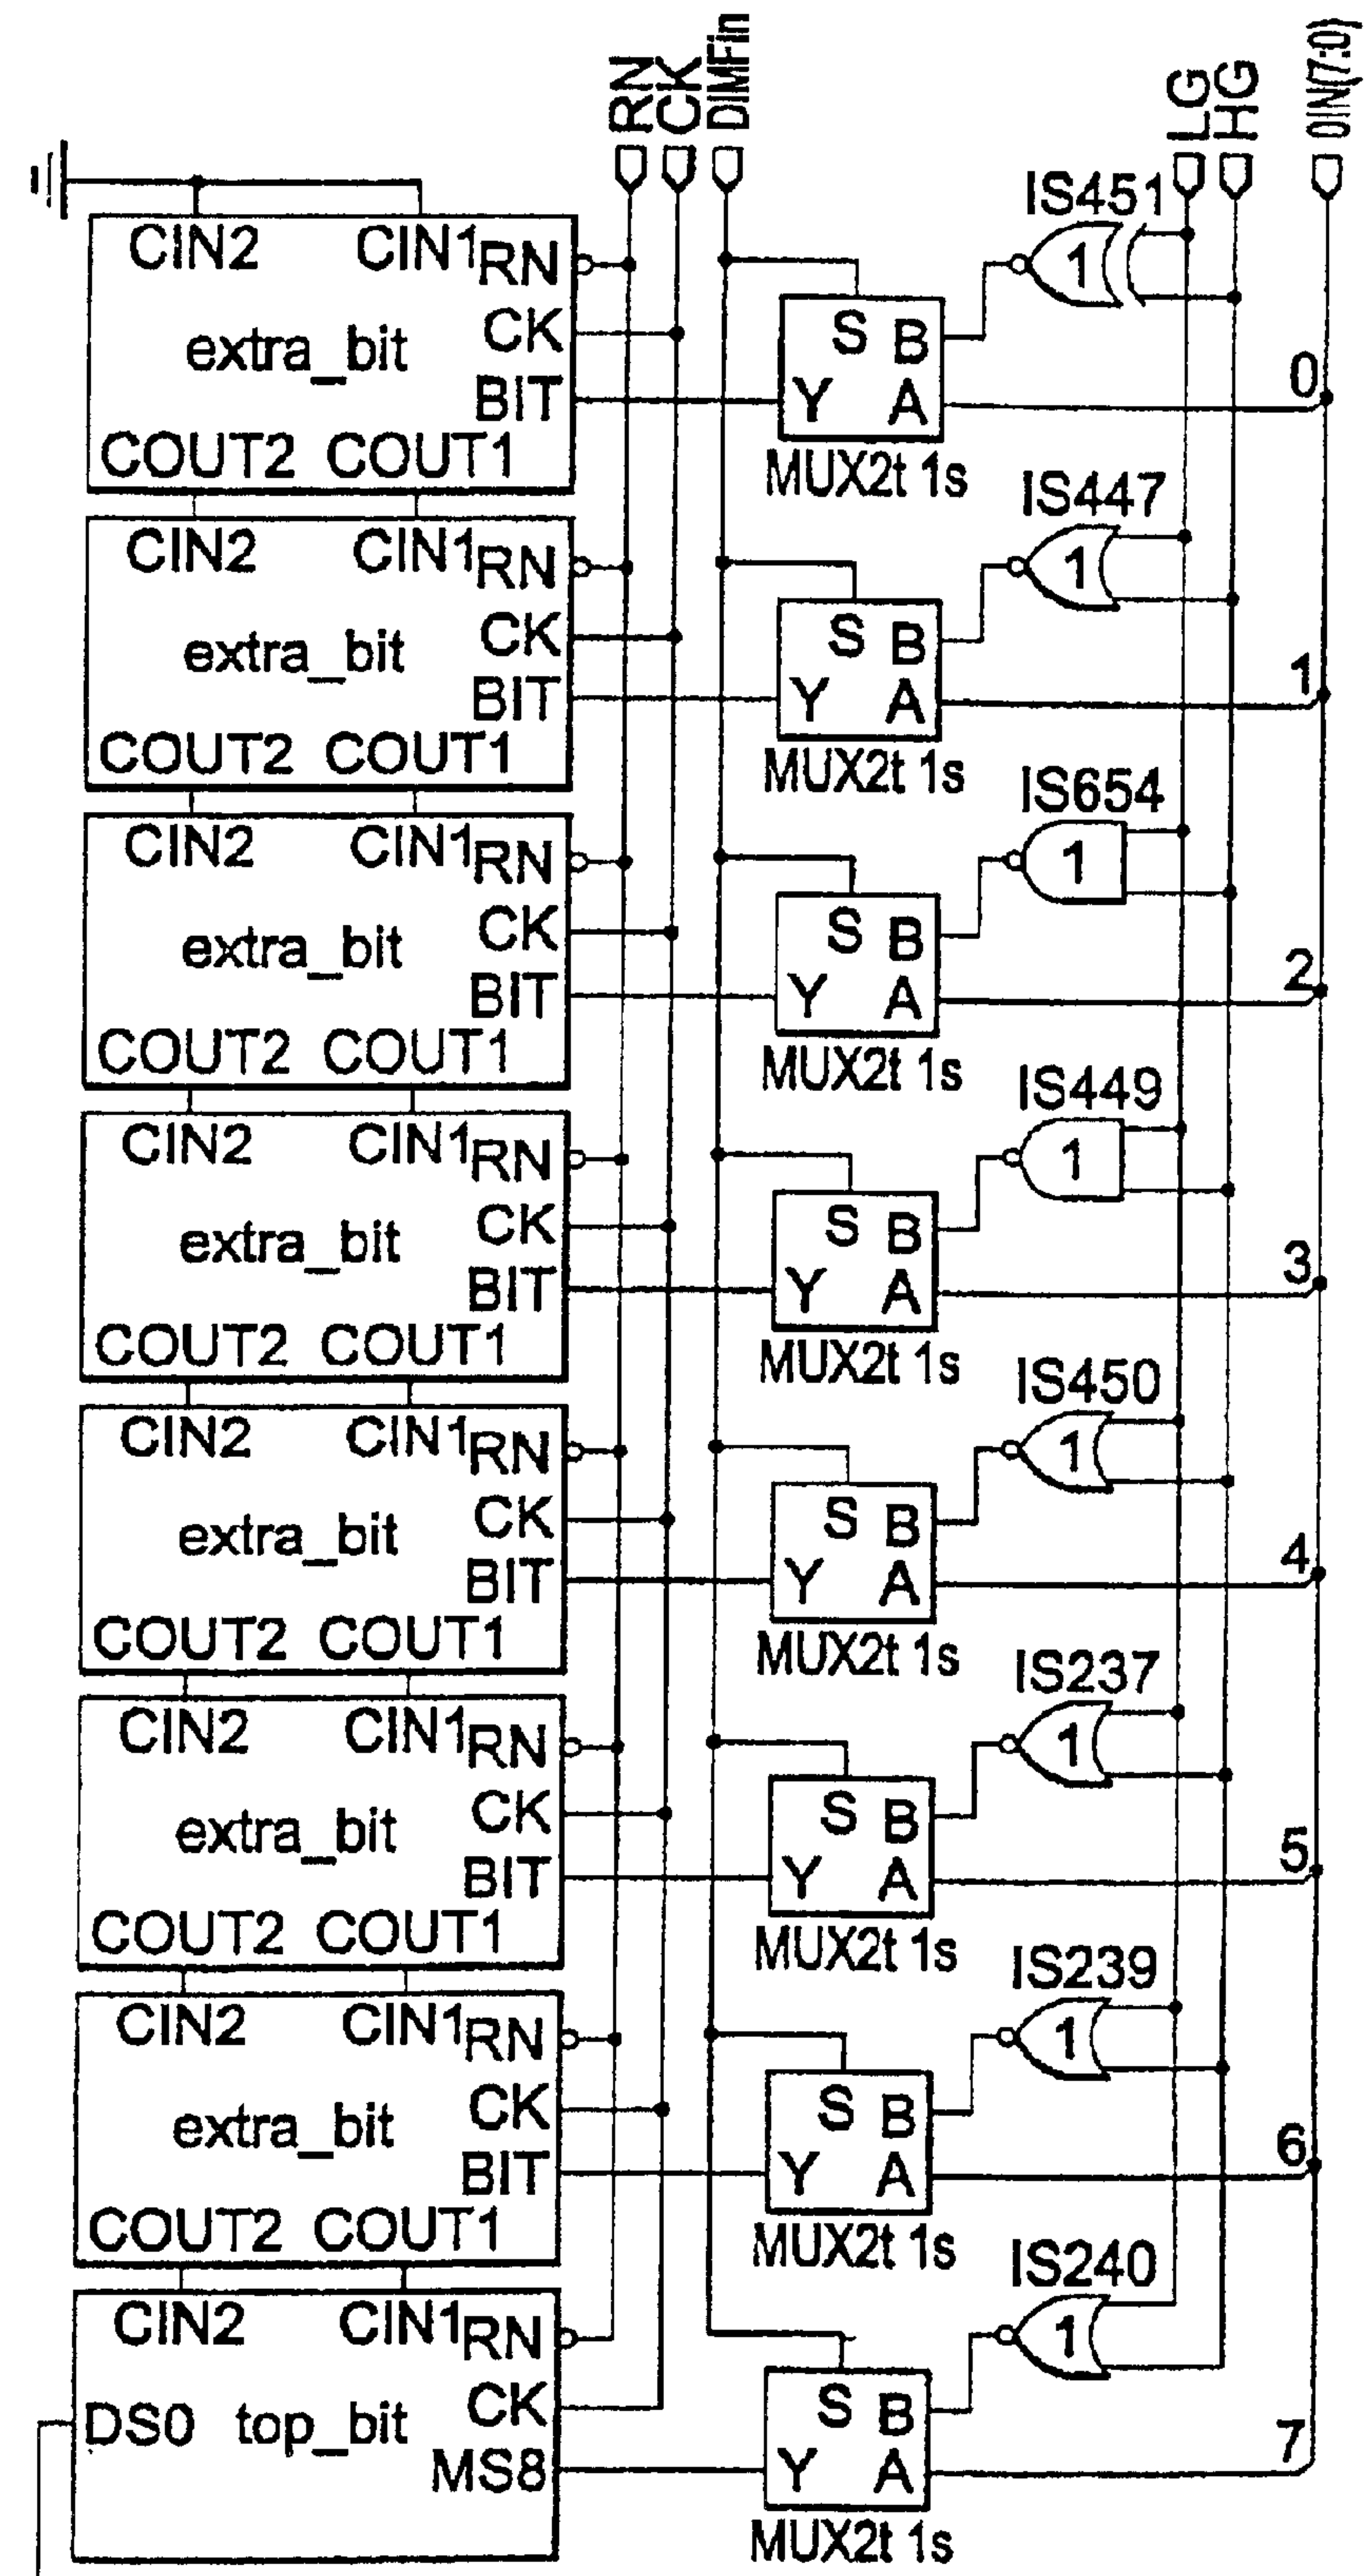 RN
CK
DIMFin
LG
HG
DIN(7:0)
CIN2 CIN1 RN
extra_bit CK
BIT
COUT2 COUT1
S B
Y A
MUX2t 1s
IS451
1
0
CIN2 CIN1 RN
extra_bit CK
BIT
COUT2 COUT1
S B
Y A
MUX2t 1s
IS447
1
1
CIN2 CIN1 RN
extra_bit CK
BIT
COUT2 COUT1
S B
Y A
MUX2t 1s
IS654
1
2
CIN2 CIN1 RN
extra_bit CK
BIT
COUT2 COUT1
S B
Y A
MUX2t 1s
IS449
1
3
CIN2 CIN1 RN
extra_bit CK
BIT
COUT2 COUT1
S B
Y A
MUX2t 1s
IS450
1
4
CIN2 CIN1 RN
extra_bit CK
BIT
COUT2 COUT1
S B
Y A
MUX2t 1s
IS237
1
5
CIN2 CIN1 RN
extra_bit CK
BIT
COUT2 COUT1
S B
Y A
MUX2t 1s
IS239
1
6
CIN2 CIN1 RN
DS0 top_bit CK
MS8
S B
Y A
MUX2t 1s
IS240
1
7